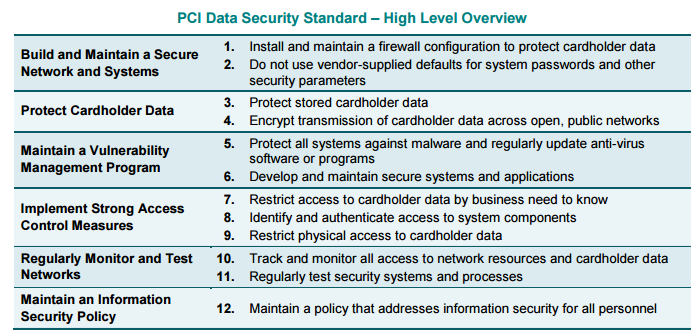 PCI Data Security Standard – High Level Overview
Build and Maintain a Secure
Network and Systems
1. Install and maintain a firewall configuration to protect cardholder data
2. Do not use vendor-supplied defaults for system passwords and other
security parameters
Protect Cardholder Data
3. Protect stored cardholder data
4. Encrypt transmission of cardholder data across open, public networks
Maintain a Vulnerability
Management Program
5. Protect all systems against malware and regularly update anti-virus
software or programs
6. Develop and maintain secure systems and applications
Implement Strong Access
Control Measures
7. Restrict access to cardholder data by business need to know
8. Identify and authenticate access to system components
9. Restrict physical access to cardholder data
Regularly Monitor and Test
Networks
10. Track and monitor all access to network resources and cardholder data
11. Regularly test security systems and processes
Maintain an Information
Security Policy
12. Maintain a policy that addresses information security for all personnel